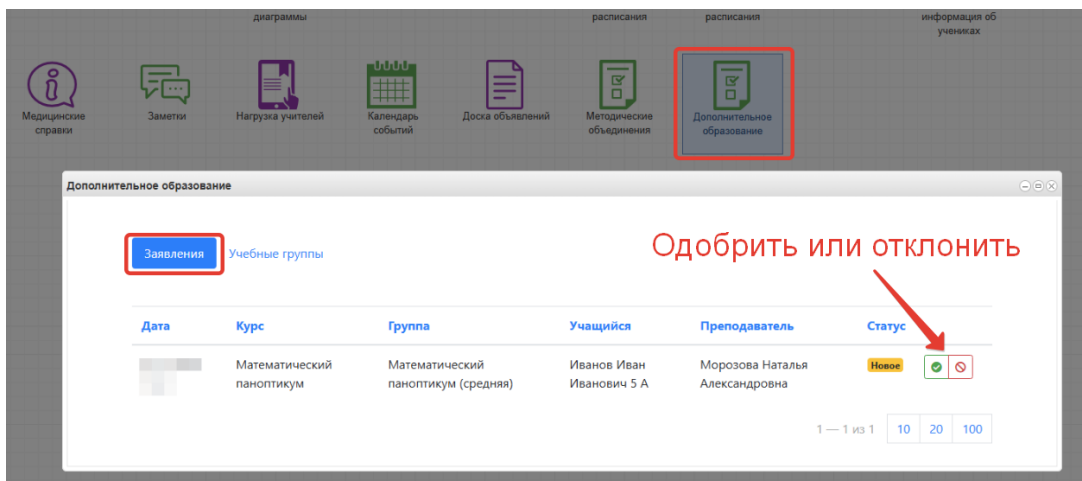 диаграммы
расписания
расписания
информация об
учениках
Медицинские
справки
Заметки
Нагрузка учителей
Календарь
событий
Доска объявлений
Методические
объединения
Дополнительное
образование
Дополнительное образование
Заявления
Учебные группы
Одобрить или отклонить
Дата
Курс
Группа
Учащийся
Преподаватель
Статус
Математический
паноптикум
Математический
паноптикум (средняя)
Иванов Иван
Иванович 5 А
Морозова Наталья
Александровна
Новое
1 — 1 из 1
10
20
100